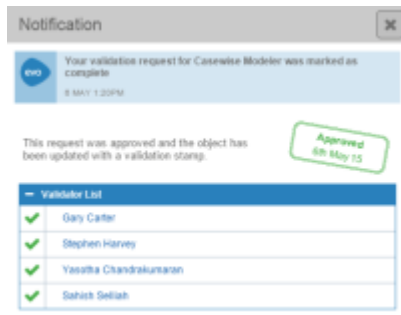 Notification
evo
Your validation request for Casewise Modeler was marked as
complete
8 MAY 1:20PM
This request was approved and the object has
been updated with a validation stamp.
Approved
6th May 15
Validator List
Gary Carter
Stephen Harvey
Yasotha Chandrakumaran
Sahish Selliah